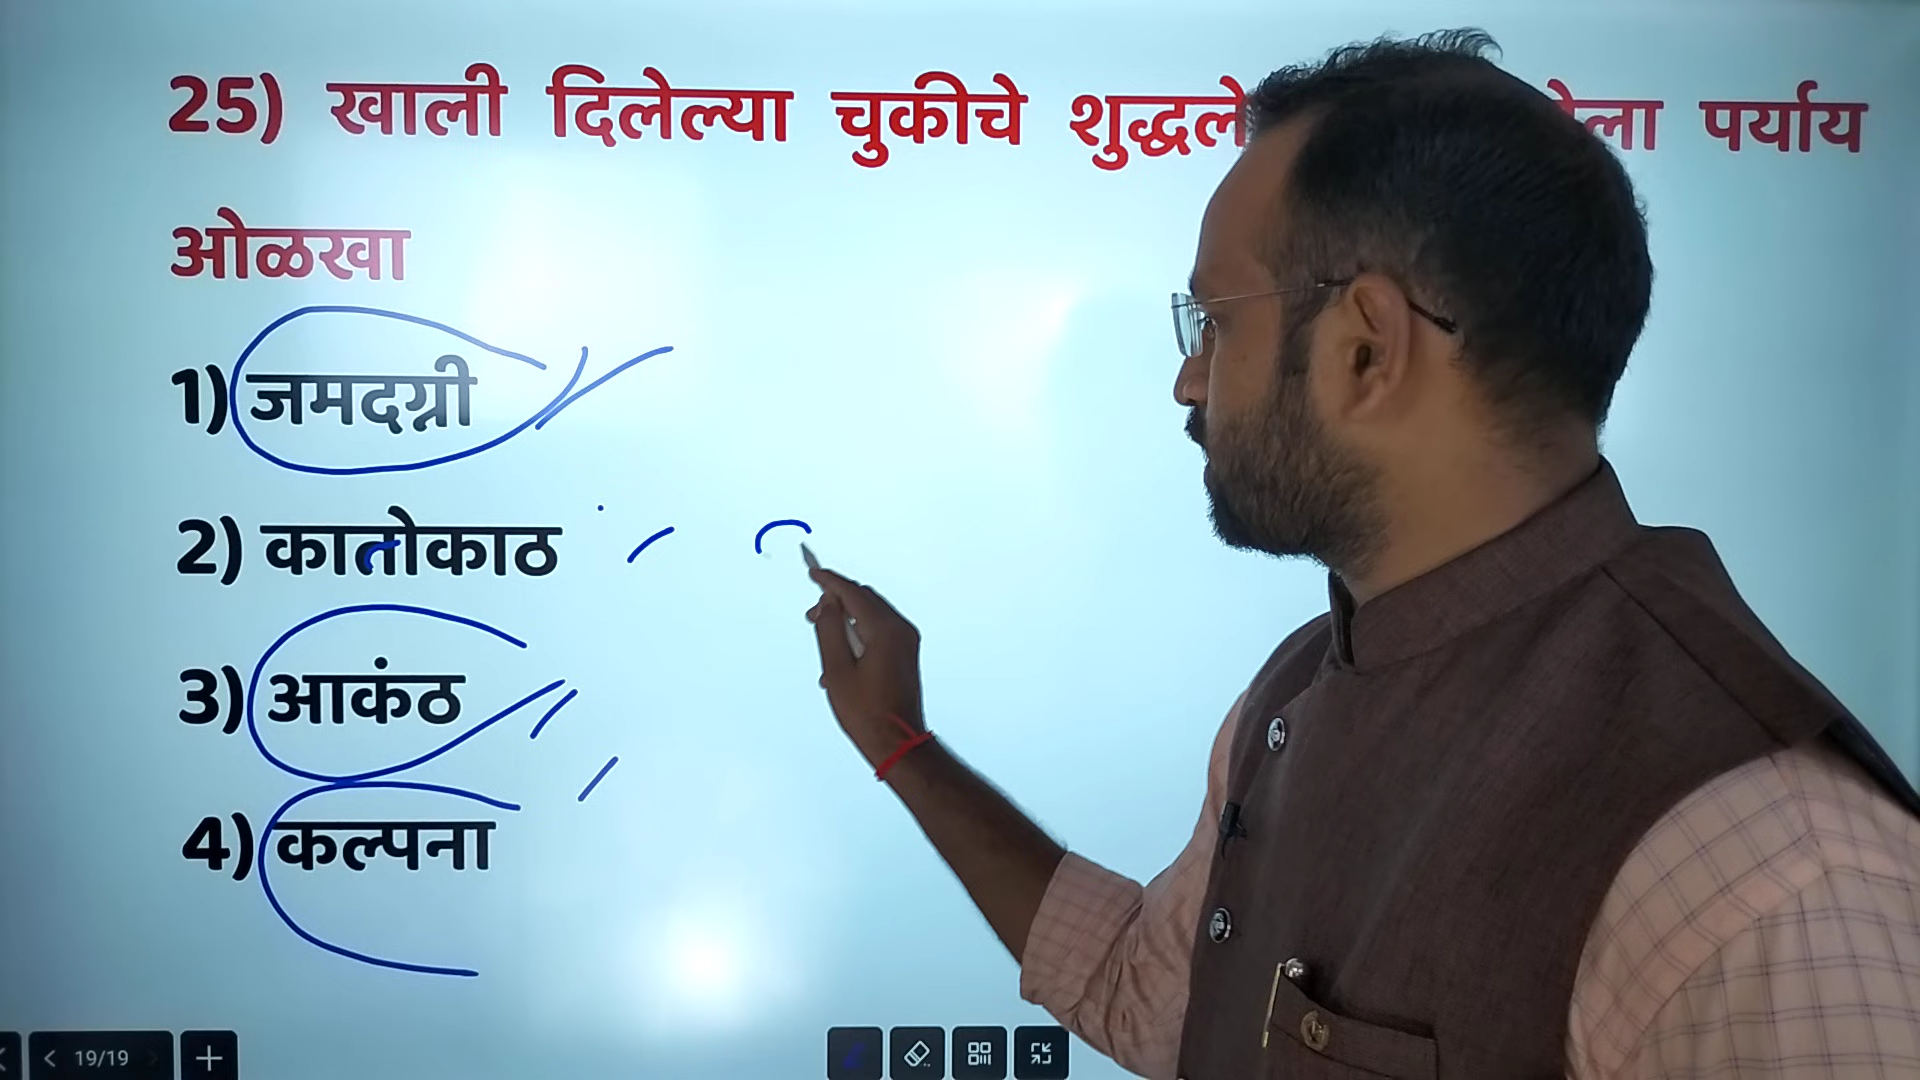 25) खाली दिलेल्या चुकीचे शुद्धले ला पर्याय
ओळखा
1) जमदग्नी
2) कातोकाठ
3) आकंठ
4) कल्पना
19/19